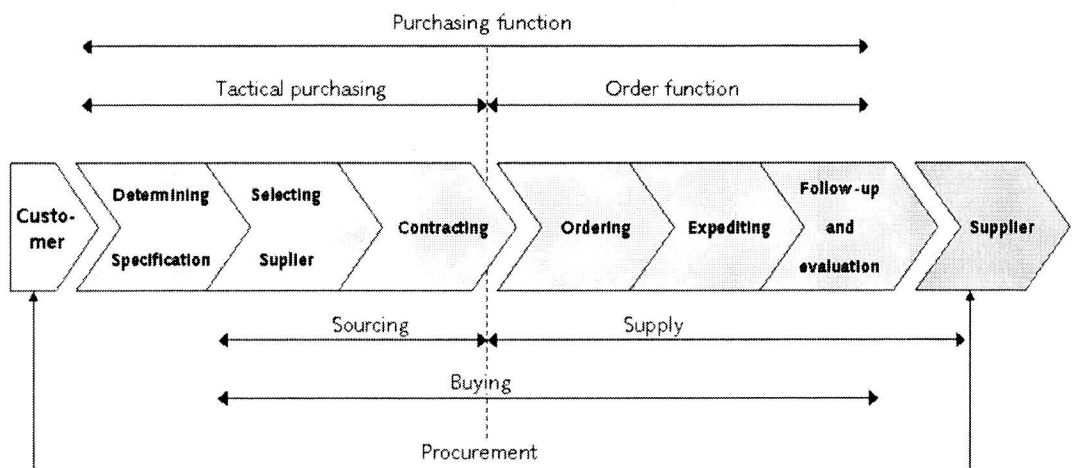 Purchasing function
Tactical purchasing
Order function
Custo-
mer
Determining
Specification
Selecting
Suplier
Contracting
Ordering
Expediting
Follow-up
and
evaluation
Supplier
Sourcing
Supply
Buying
Procurement